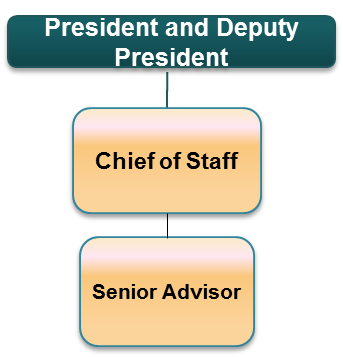 President and Deputy
President
Chief of Staff
Senior Advisor